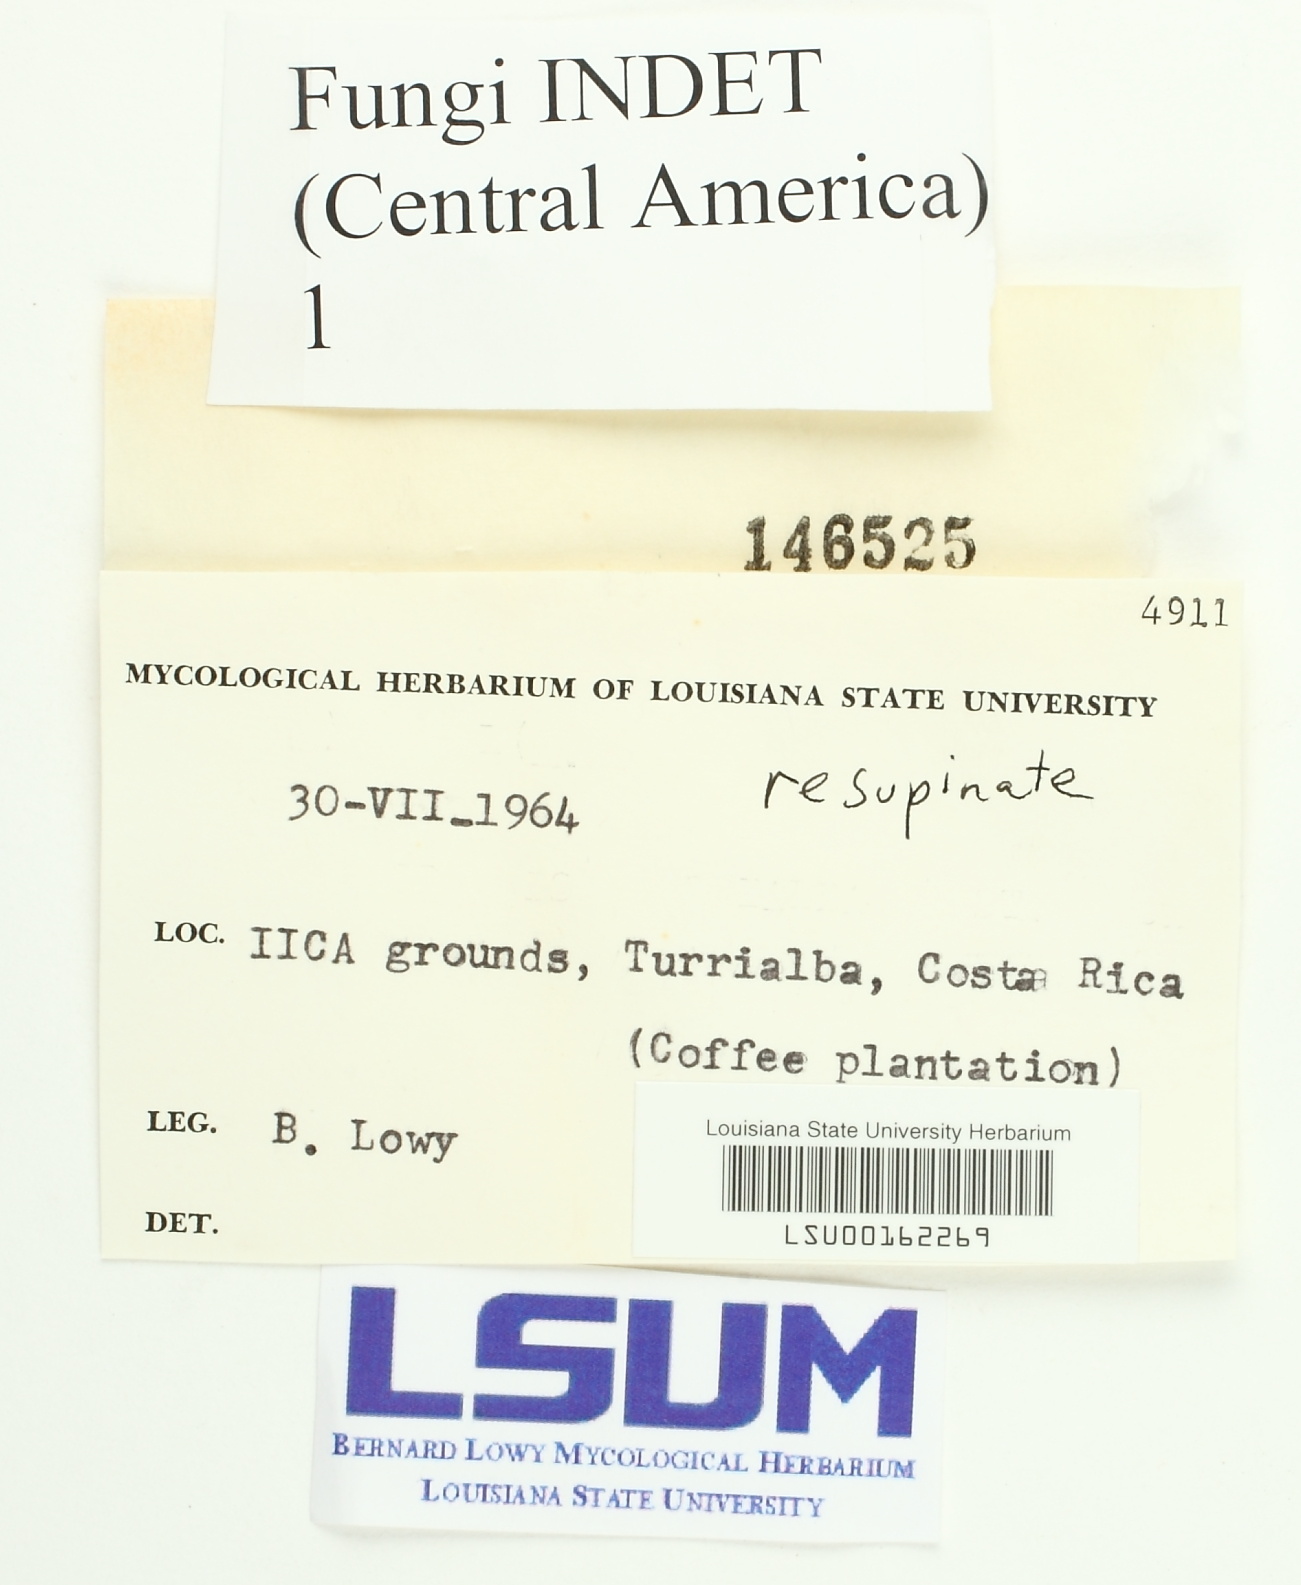 Fungi INDET
(Central America)
1
146525
4911
MYCOLOGICAL HERBARIUM OF LOUISIANA STATE UNIVERSITY
30-VII-1964
resupinate
LOC. IICA grounds, Turrialba, Costa Rica
(Coffee plantation)
LEG. B. Lowy
Louisiana State University Herbarium
LSU00162269
DET.
LSUM
BERNARD LOWY MYCOLOGICAL HERBARIUM
LOUISIANA STATE UNIVERSITY